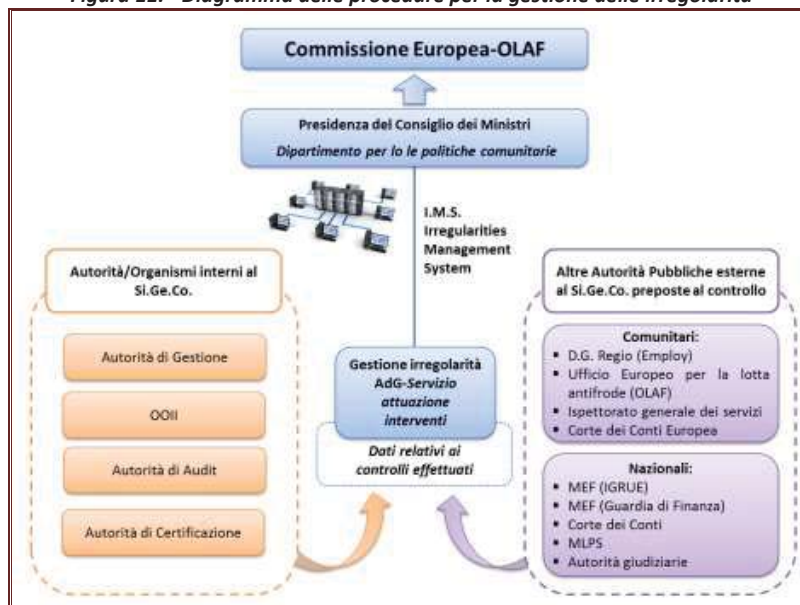 Figura 11: Diagramma delle procedure per la gestione delle irregolarità
Commissione Europea-OLAF
Presidenza del Consiglio dei Ministri
Dipartimento per lo le politiche comunitarie
I.M.S.
Irregularities
Management
System
Autorità/Organismi interni al
Si.Ge.Co.
Autorità di Gestione
OOII
Autorità di Audit
Autorità di Certificazione
Gestione irregolarità
AdG-Servizio
attuazione
interventi
Dati relativi ai
controlli effettuati
Altre Autorità Pubbliche esterne
al Si.Ge.Co. preposte al controllo
Comunitari:
▪ D.G. Regio (Employ)
▪ Ufficio Europeo per la lotta
antifrode (OLAF)
▪ Ispettorato generale dei servizi
▪ Corte dei Conti Europea
Nazionali:
▪ MEF (IGRUE)
▪ MEF (Guardia di Finanza)
▪ Corte dei Conti
▪ MLPS
▪ Autorità giudiziarie